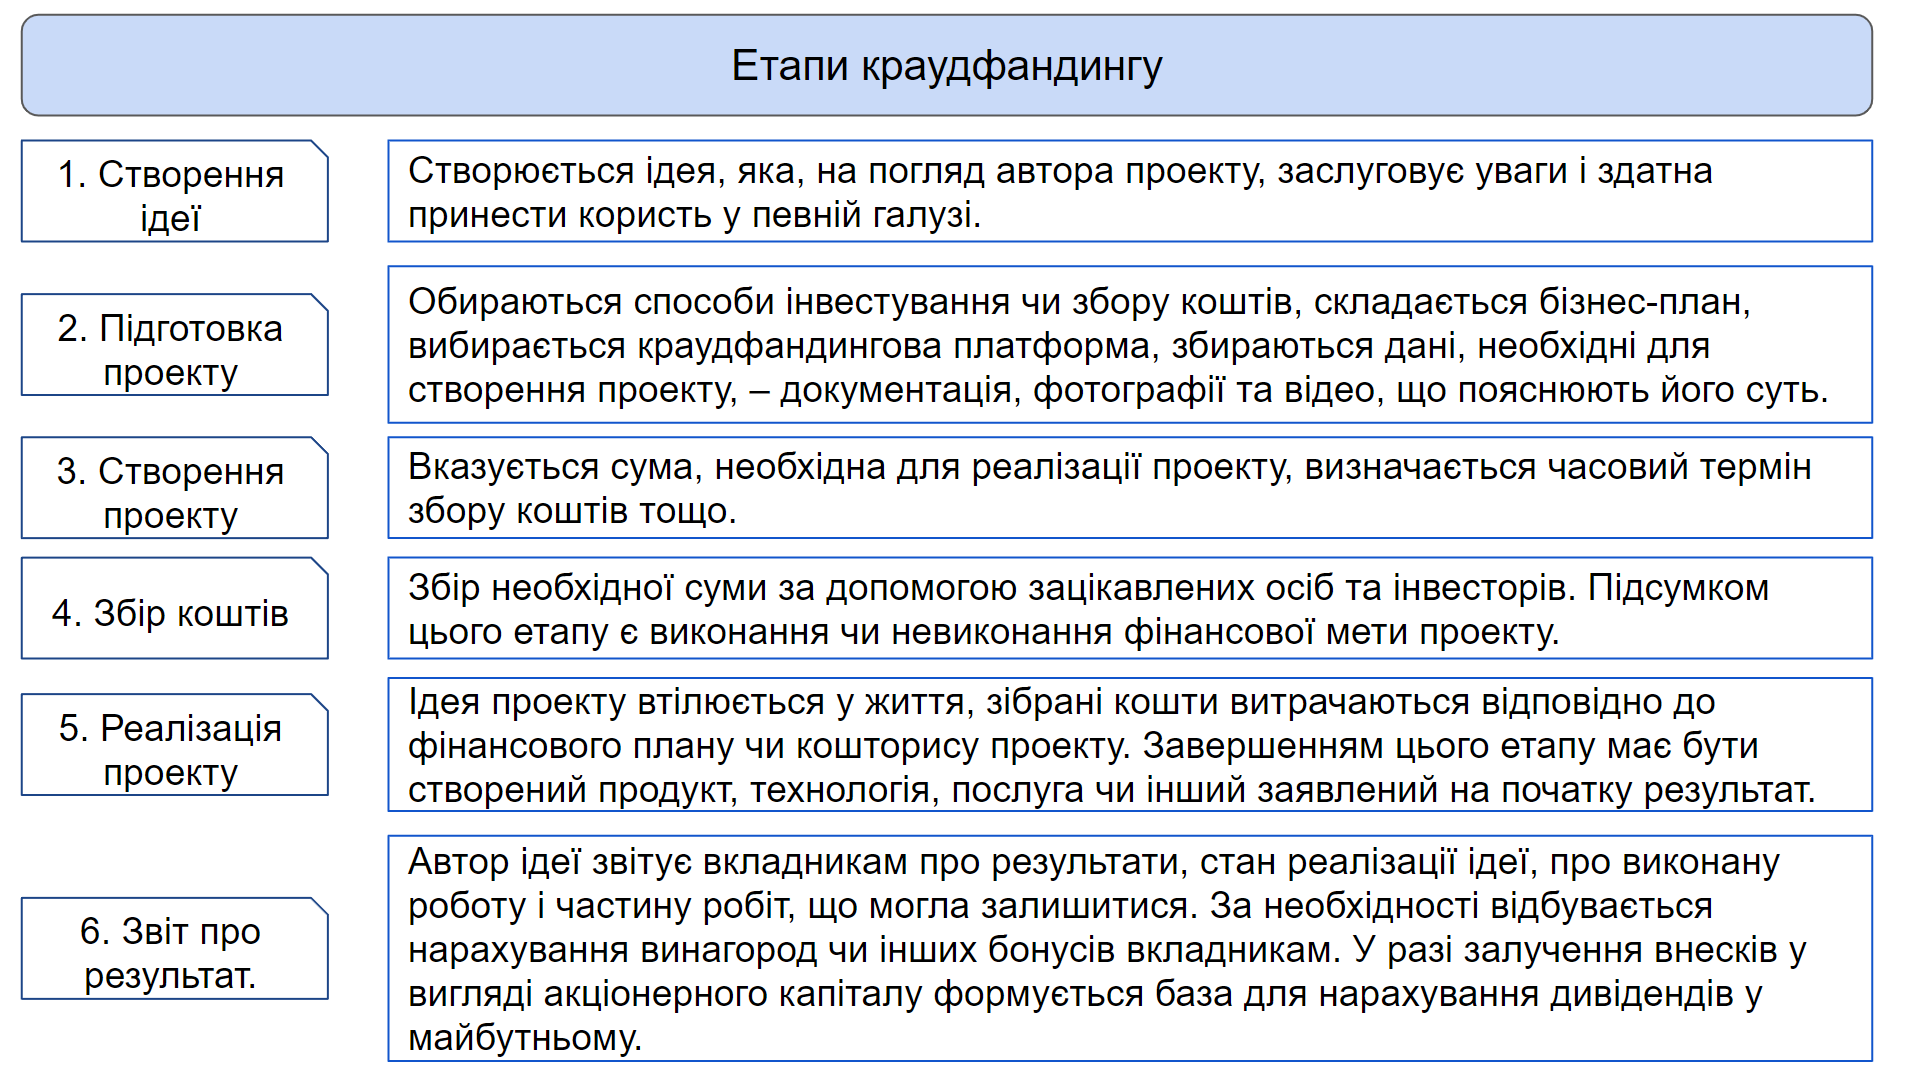 Етапи краудфандингу
1. Створення
ідеї
Створюється ідея, яка, на погляд автора проекту, заслуговує уваги і здатна
принести користь у певній галузі.
2. Підготовка
проекту
Обираються способи інвестування чи збору коштів, складається бізнес-план,
вибирається краудфандингова платформа, збираються дані, необхідні для
створення проекту, – документація, фотографії та відео, що пояснюють його суть.
3. Створення
проекту
Вказується сума, необхідна для реалізації проекту, визначається часовий термін
збору коштів тощо.
4. Збір коштів
Збір необхідної суми за допомогою зацікавлених осіб та інвесторів. Підсумком
цього етапу є виконання чи невиконання фінансової мети проекту.
5. Реалізація
проекту
Ідея проекту втілюється у життя, зібрані кошти витрачаються відповідно до
фінансового плану чи кошторису проекту. Завершенням цього етапу має бути
створений продукт, технологія, послуга чи інший заявлений на початку результат.
6. Звіт про
результат.
Автор ідеї звітує вкладникам про результати, стан реалізації ідеї, про виконану
роботу і частину робіт, що могла залишитися. За необхідності відбувається
нарахування винагород чи інших бонусів вкладникам. У разі залучення внесків у
вигляді акціонерного капіталу формується база для нарахування дивідендів у
майбутньому.